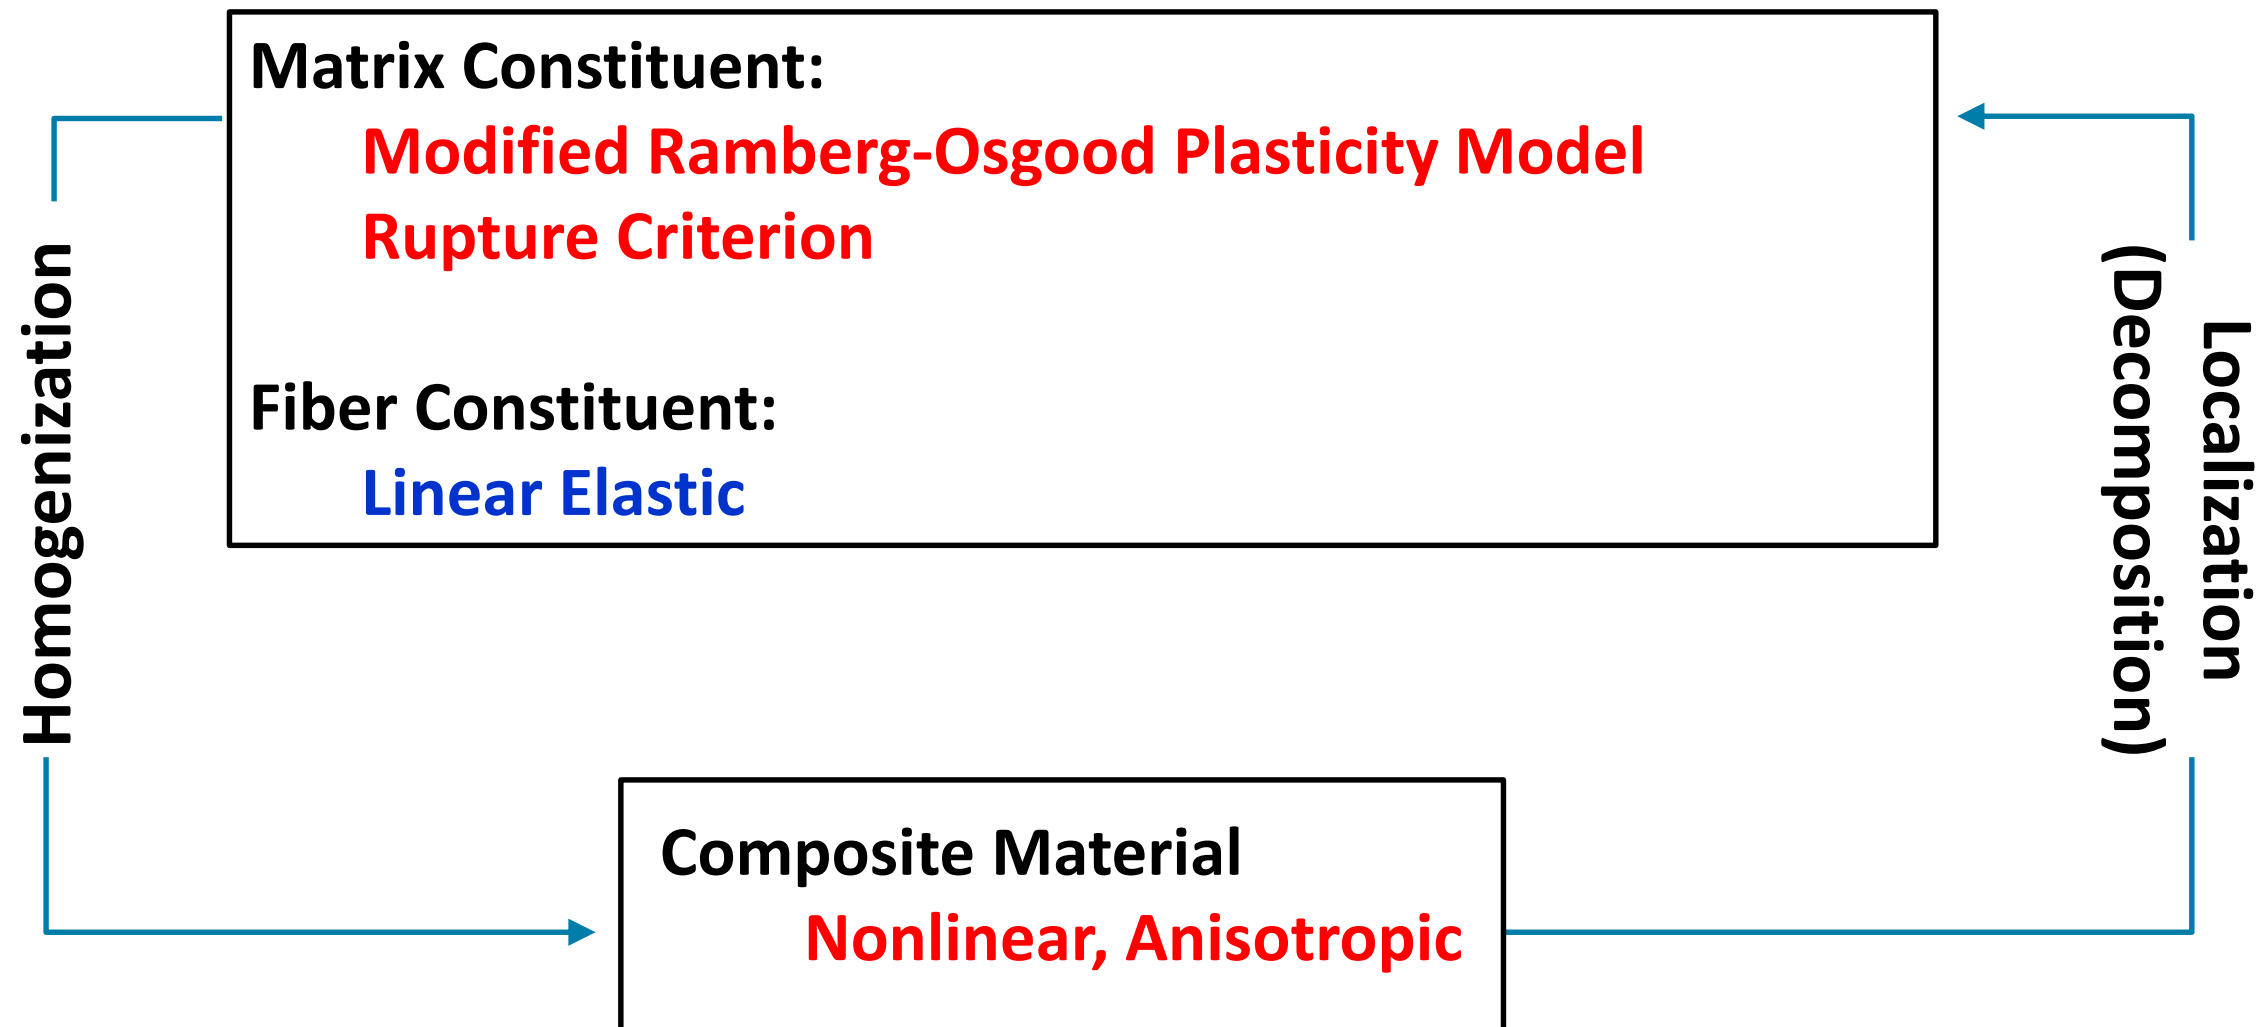 Matrix Constituent:
Modified Ramberg-Osgood Plasticity Model
Rupture Criterion
Fiber Constituent:
Linear Elastic
Homogenization
Localization
(Decomposition)
Composite Material
Nonlinear, Anisotropic